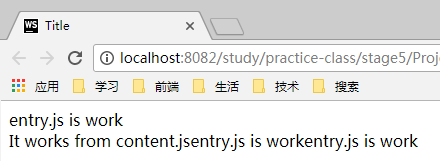 WS Title
localhost:8082/study/practice-class/stage5/Proj
应用 学习 前端 生活 技术 搜索
entry.js is work
It works from content.jsentry.js is workentry.js is work